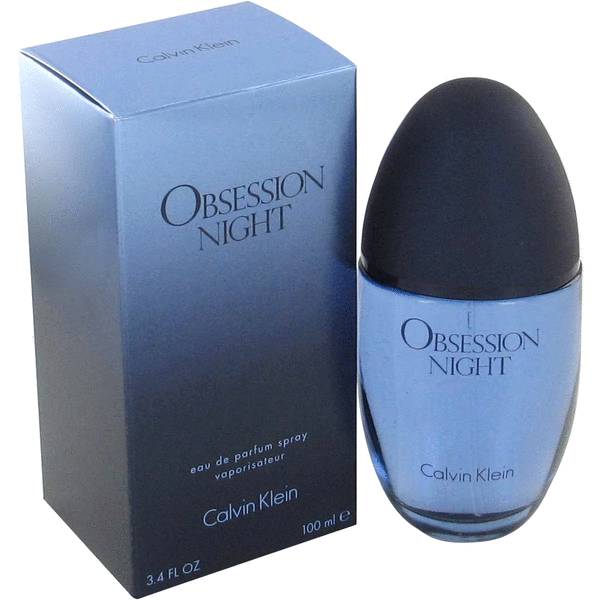 Calvin Klein
OBSESSION
NIGHT
eau de parfum spray
vaporisateur
Calvin Klein
3.4 FL OZ
100 ml ℮
OBSESSION
NIGHT
Calvin Klein